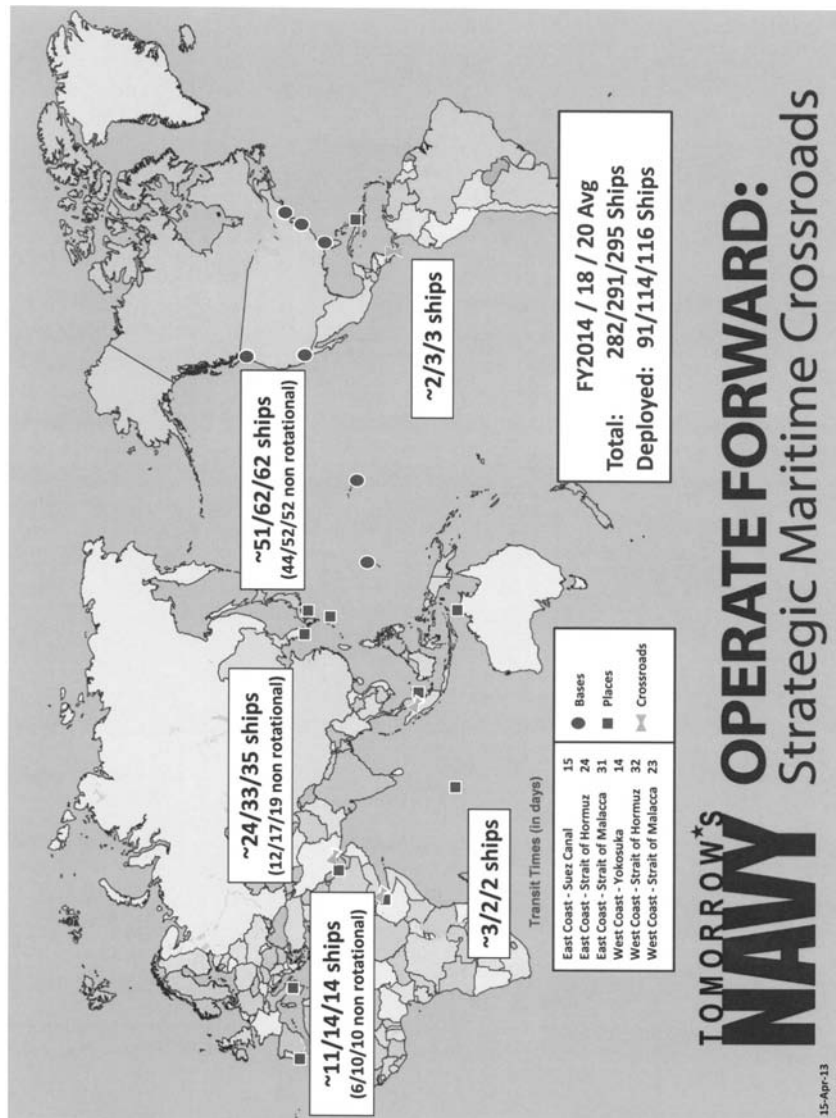 ~11/14/14 ships
(6/10/10 non rotational)
~24/33/35 ships
(12/17/19 non rotational)
~51/62/62 ships
(44/52/52 non rotational)
~3/2/2 ships
~2/3/3 ships
Transit Times (in days)
East Coast - Suez Canal 15
East Coast - Strait of Hormuz 24
East Coast - Strait of Malacca 31
West Coast - Yokosuka 14
West Coast - Strait of Hormuz 32
West Coast - Strait of Malacca 23
Bases
Places
Crossroads
FY2014 / 18 / 20 Avg
Total: 282/291/295 Ships
Deployed: 91/114/116 Ships
TOMORROW★S
NAVY
OPERATE FORWARD:
Strategic Maritime Crossroads
5-Apr-13